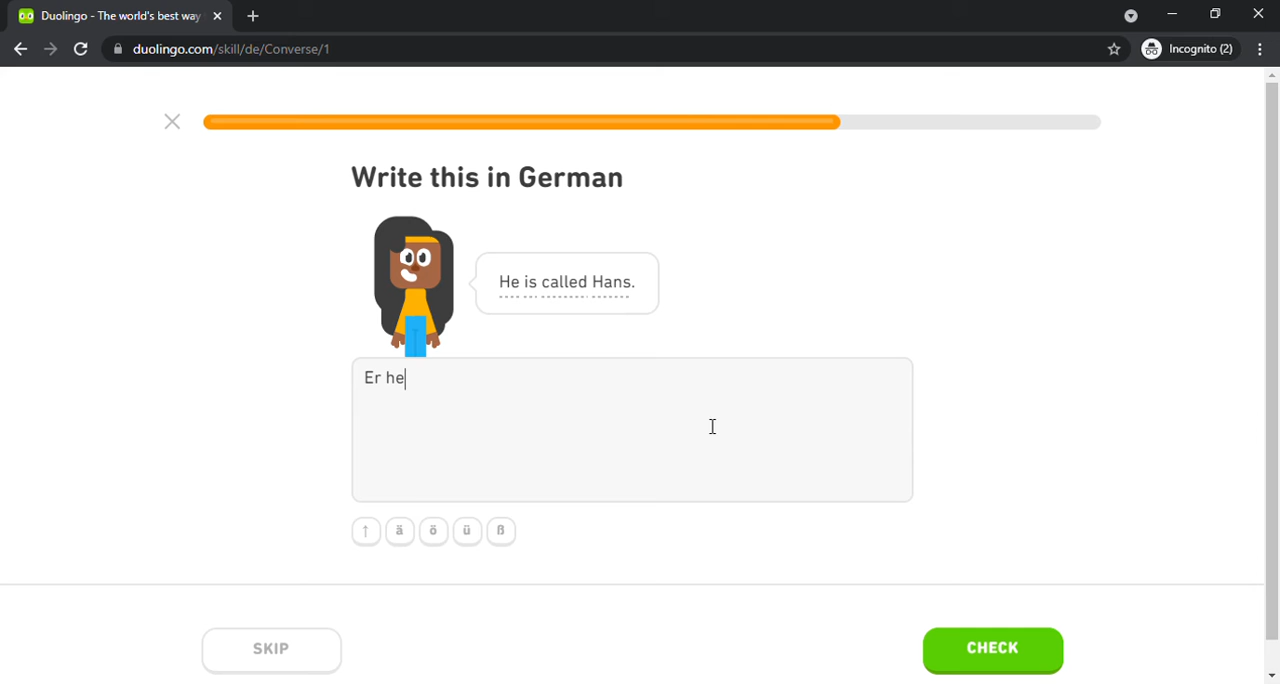 Duolingo - The world's best way
duolingo.com/skill/de/Converse/1
Incognito (2)
Write this in German
He is called Hans.
Er he
↑ ä ö ü ß
SKIP
CHECK